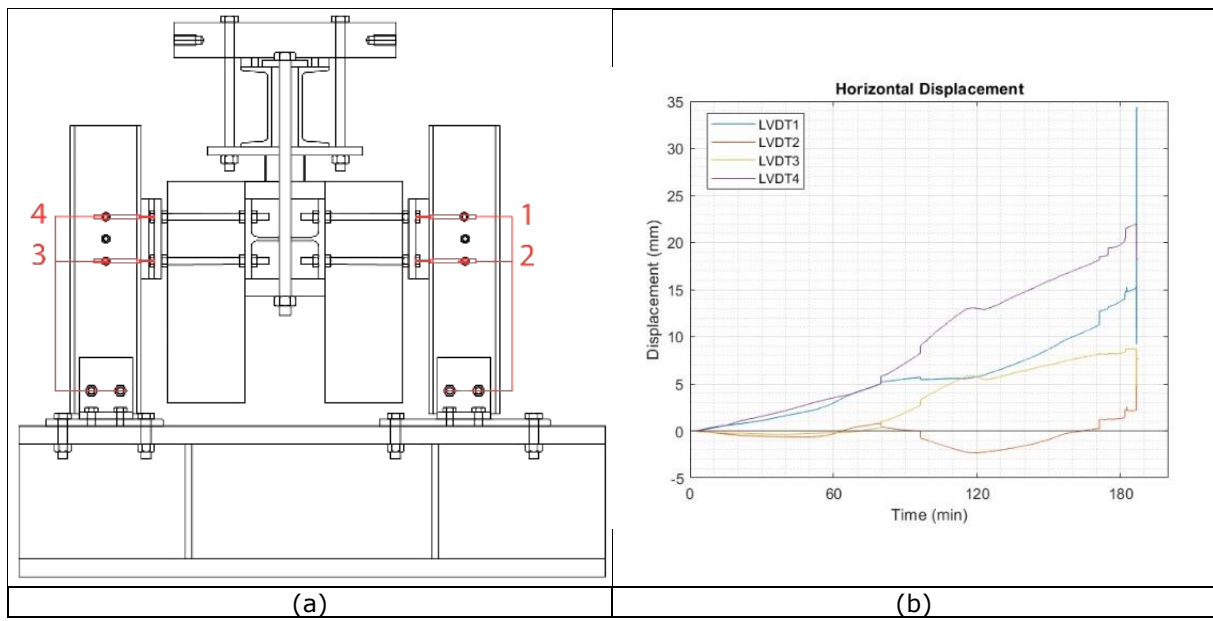 4
3
1
2
(a)
Horizontal Displacement
LVDT1
LVDT2
LVDT3
LVDT4
Displacement (mm)
35
30
25
20
15
10
5
0
-5
0 60 120 180
Time (min)
(b)